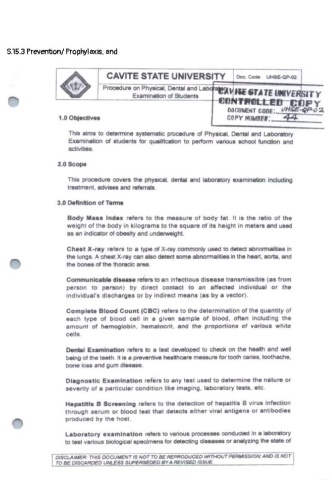 S.15.3 Prevention/ Prophylaxis, and
CAVITE STATE UNIVERSITY
Doc. Code. UHSE-QP-02
Procedure on Physical, Dental and Laboratory
Examination of Students
CAVITE STATE UNIVERSITY
CONTROLLED COPY
DOCUMENT CODE: UHSE-QP-02
COPY NUMBER: 44
1.0 Objectives
This aims to determine systematic procedure of Physical, Dental and Laboratory
Examination of students for qualification to perform various school function and
activities.
2.0 Scope
This procedure covers the physical, dental and laboratory examination including
treatment, advises and referrals.
3.0 Definition of Terms
Body Mass Index refers to the measure of body fat. It is the ratio of the
weight of the body in kilograms to the square of its height in meters and used
as an indicator of obesity and underweight.
Chest X-ray refers to a type of X-ray commonly used to detect abnormalities in
the lungs. A chest X-ray can also detect some abnormalities in the heart, aorta, and
the bones of the thoracic area.
Communicable disease refers to an infectious disease transmissible (as from
person to person) by direct contact to an affected individual or the
individual's discharges or by indirect means (as by a vector).
Complete Blood Count (CBC) refers to the determination of the quantity of
each type of blood cell in a given sample of blood, often including the
amount of hemoglobin, hematocrit, and the proportions of various white
cells.
Dental Examination refers to a test developed to check on the health and well
being of the teeth. It is a preventive healthcare measure for tooth caries, toothache,
bone loss and gum disease.
Diagnostic Examination refers to any test used to determine the nature or
severity of a particular condition like imaging, laboratory tests, etc.
Hepatitis B Screening refers to the detection of hepatitis B virus infection
through serum or blood test that detects either viral antigens or antibodies
produced by the host.
Laboratory examination refers to various processes conducted in a laboratory
to test various biological specimens for detecting diseases or analyzing the state of
DISCLAIMER: THIS DOCUMENT IS NOT TO BE REPRODUCED WITHOUT PERMISSION; AND IS NOT
TO BE DISCARDED UNLESS SUPERSEDED BY A REVISED ISSUE.